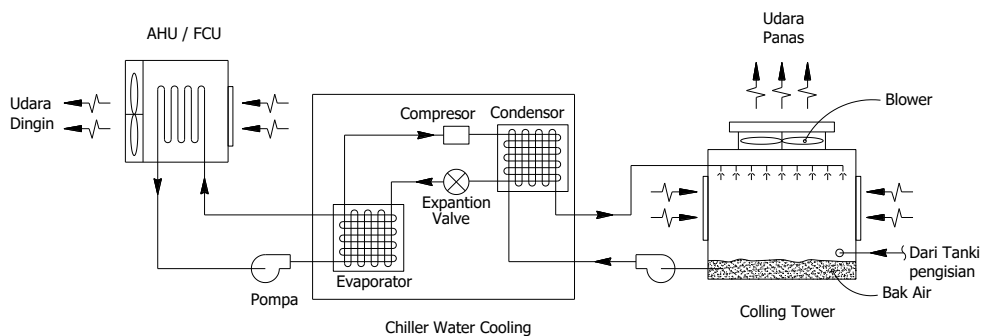 AHU / FCU
Udara
Dingin
Compresor
Condensor
Expantion
Valve
Evaporator
Pompa
Chiller Water Cooling
Udara
Panas
Blower
Dari Tanki
pengisian
Bak Air
Colling Tower